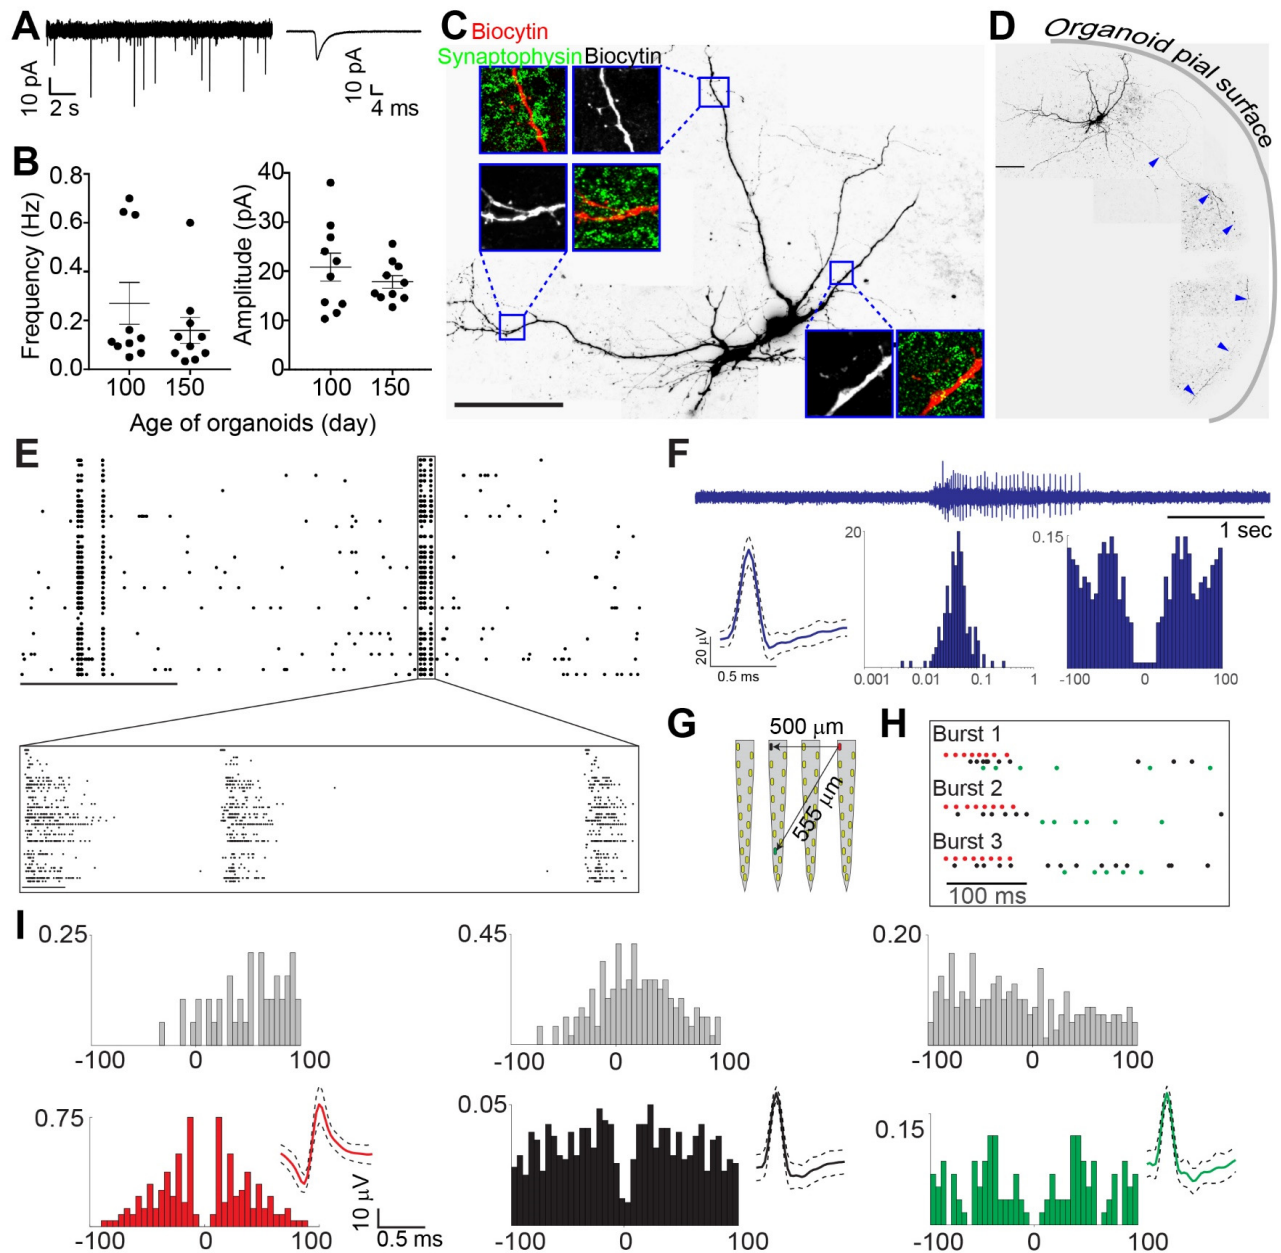 A
10 pA
2 s
10 pA
4 ms
B
Frequency (Hz)
0.8
0.6
0.4
0.2
0.0
100
150
Amplitude (pA)
40
30
20
10
0
100
150
Age of organoids (day)
C
Biocytin
Synaptophysin
Biocytin
D
Organoid pial surface
E
F
1 sec
20 µV
0.5 ms
20
0.001
0.01
0.1
1
0.15
-100
0
100
G
500 µm
555 µm
H
Burst 1
Burst 2
Burst 3
100 ms
I
0.25
-100
0
100
0.45
-100
0
100
0.20
-100
0
100
0.75
-100
0
100
10 µV
0.5 ms
0.05
-100
0
100
0.15
-100
0
100